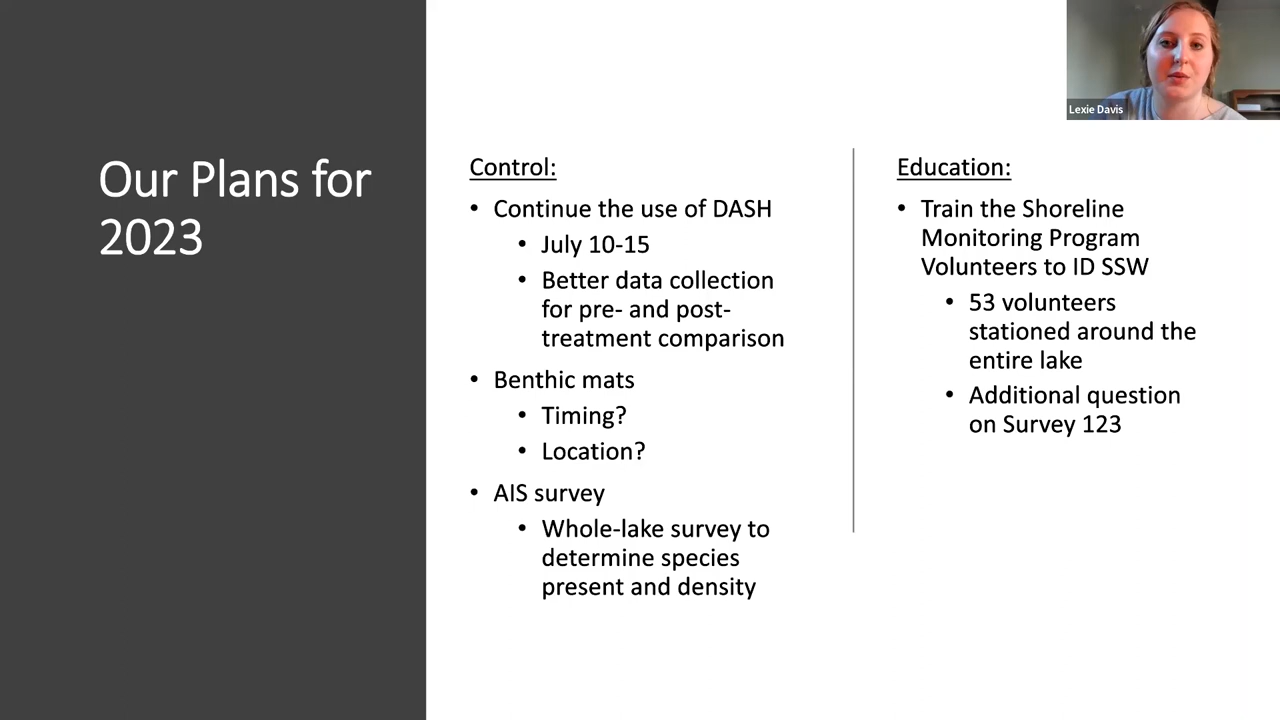 Our Plans for
2023
Control:
• Continue the use of DASH
• July 10-15
• Better data collection
for pre- and post-
treatment comparison
• Benthic mats
• Timing?
• Location?
• AIS survey
• Whole-lake survey to
determine species
present and density
Education:
• Train the Shoreline
Monitoring Program
Volunteers to ID SSW
• 53 volunteers
stationed around the
entire lake
• Additional question
on Survey 123
Lexie Davis